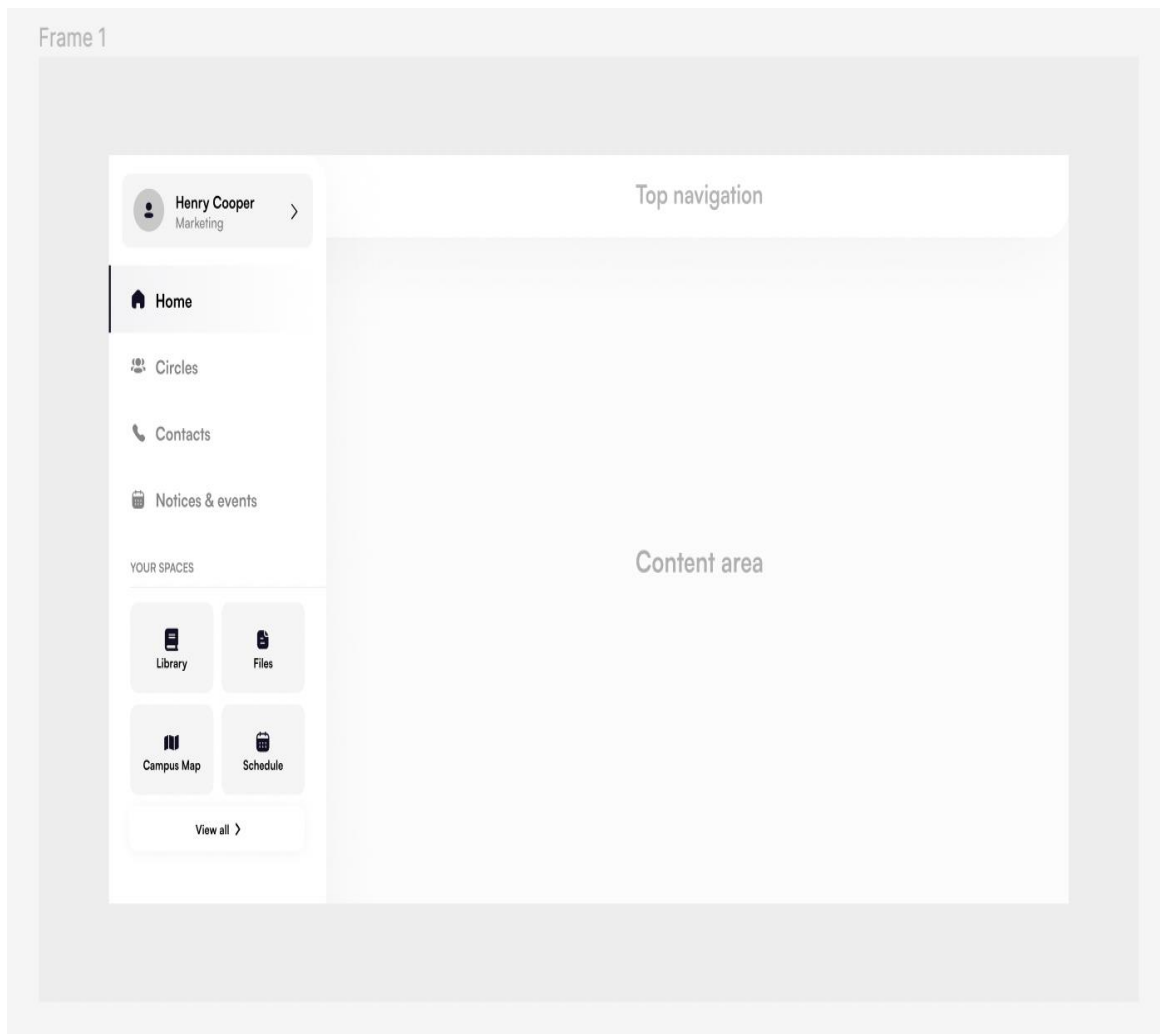 Frame 1
Henry Cooper
Marketing
Top navigation
Home
Circles
Contacts
Notices & events
Content area
YOUR SPACES
Library
Files
Campus Map
Schedule
View all